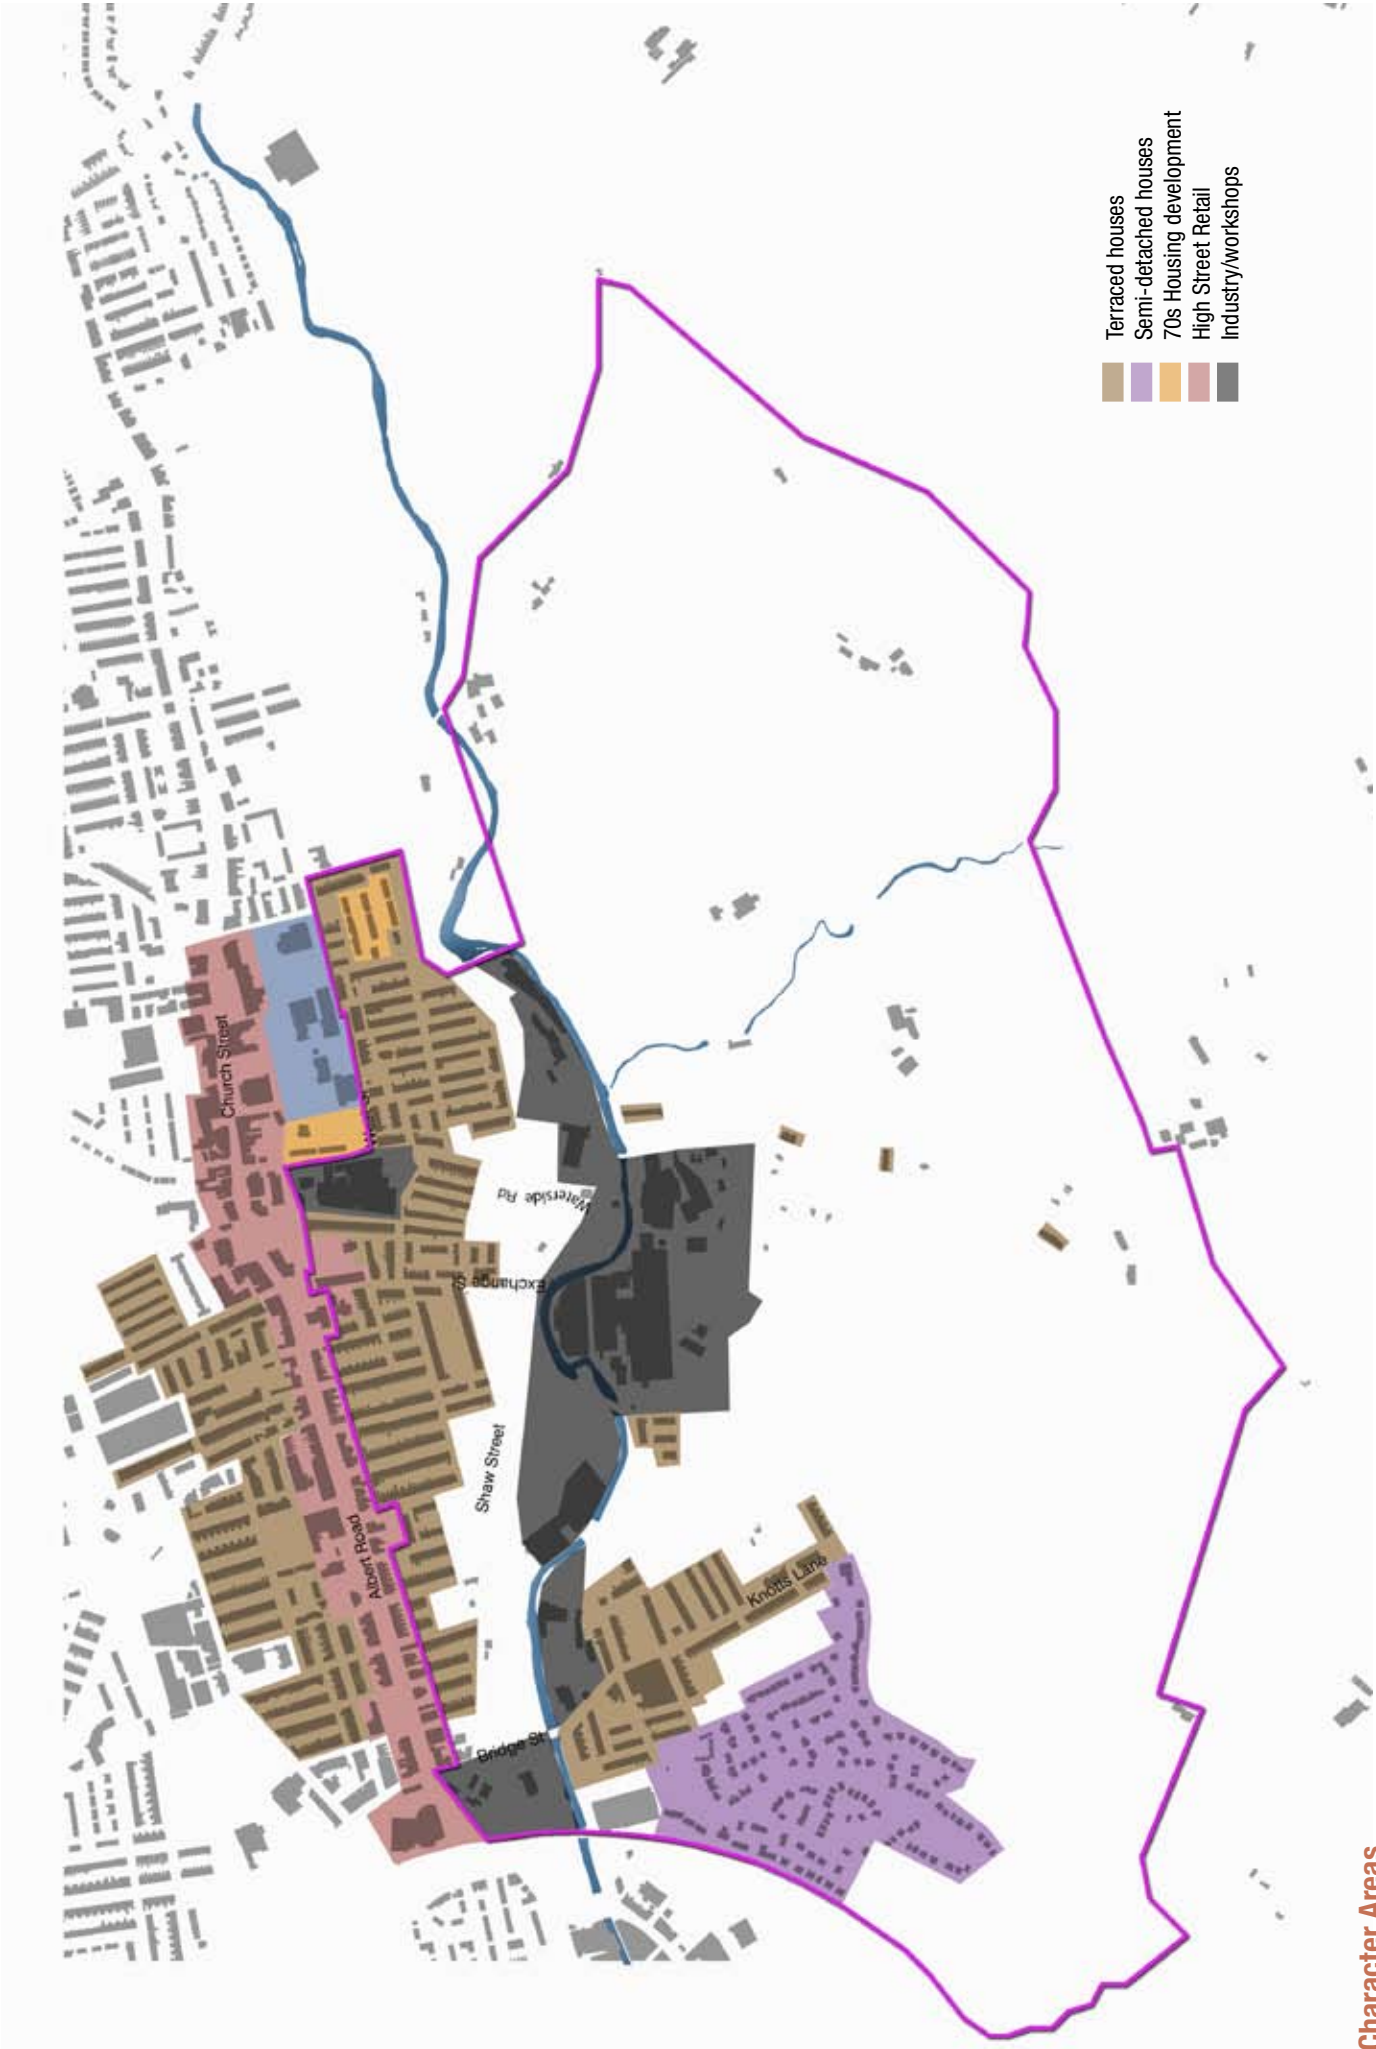 Church Street
Waterside Rd
Exchange St
Shaw Street
Albert Road
Knotts Lane
Bridge St
Terraced houses
Semi-detached houses
70s Housing development
High Street Retail
Industry/workshops
Character Areas